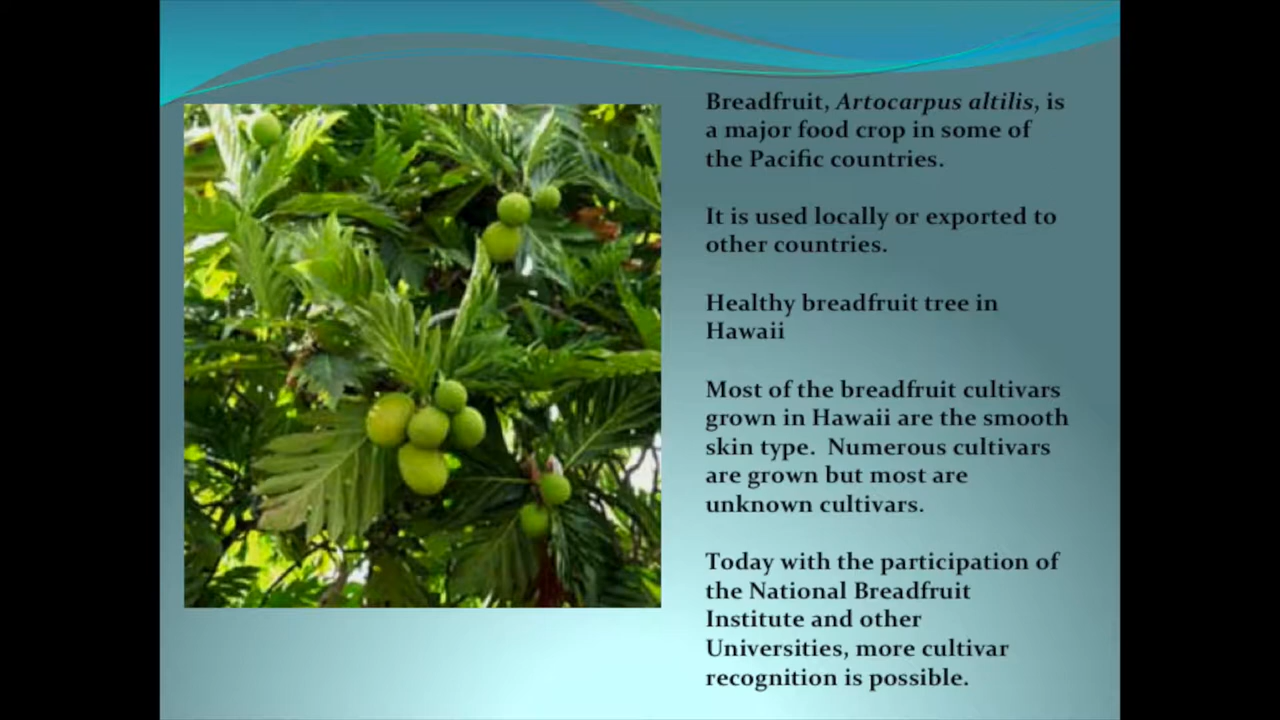 Breadfruit, Artocarpus altilis, is
a major food crop in some of
the Pacific countries.
It is used locally or exported to
other countries.
Healthy breadfruit tree in
Hawaii
Most of the breadfruit cultivars
grown in Hawaii are the smooth
skin type.  Numerous cultivars
are grown but most are
unknown cultivars.
Today with the participation of
the National Breadfruit
Institute and other
Universities, more cultivar
recognition is possible.